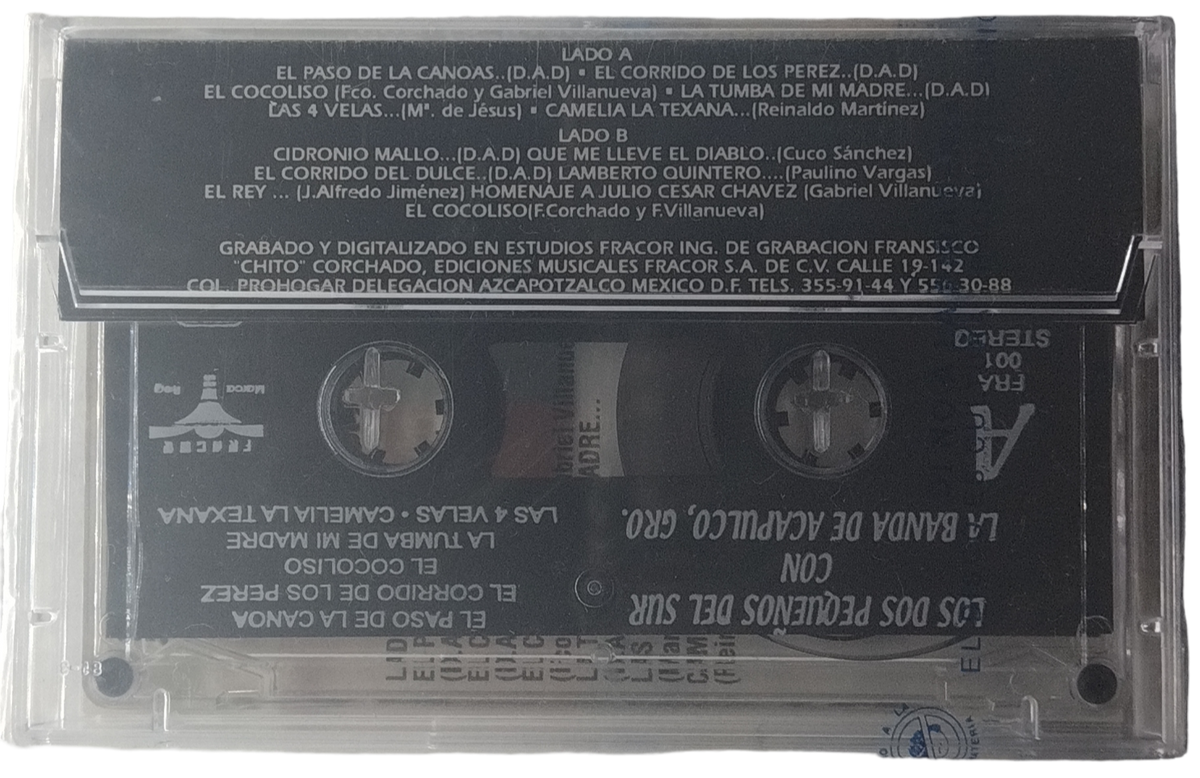 LADO A
EL PASO DE LA CANOAS..(D.A.D) ▪ EL CORRIDO DE LOS PEREZ..(D.A.D)
EL COCOLISO (Fco. Corchado y Gabriel Villanueva) ▪ LA TUMBA DE MI MADRE...(D.A.D)
LAS 4 VELAS...(Mª. de Jésus) ▪ CAMELIA LA TEXANA...(Reinaldo Martínez)
LADO B
CIDRONIO MALLO...(D.A.D) QUE ME LLEVE EL DIABLO..(Cuco Sánchez)
EL CORRIDO DEL DULCE..(D.A.D) LAMBERTO QUINTERO....(Paulino Vargas)
EL REY ... (J.Alfredo Jiménez) HOMENAJE A JULIO CESAR CHAVEZ (Gabriel Villanueva)
EL COCOLISO(F.Corchado y F.Villanueva)
GRABADO Y DIGITALIZADO EN ESTUDIOS FRACOR ING. DE GRABACION FRANSISCO
"CHITO" CORCHADO, EDICIONES MUSICALES FRACOR S.A. DE C.V. CALLE 19-142
COL. PROHOGAR DELEGACION AZCAPOTZALCO MEXICO D.F. TELS. 355-91-44 Y 556-30-88
LOS DOS PEQUEÑOS DEL SUR
CON
LA BANDA DE ACAPULCO, GRO.
EL PASO DE LA CANOA
EL CORRIDO DE LOS PEREZ
EL COCOLISO
LA TUMBA DE MI MADRE
LAS 4 VELAS • CAMELIA LA TEXANA
A
FRA
001
STEREO
FRACOR
Marca Reg
ADRE...